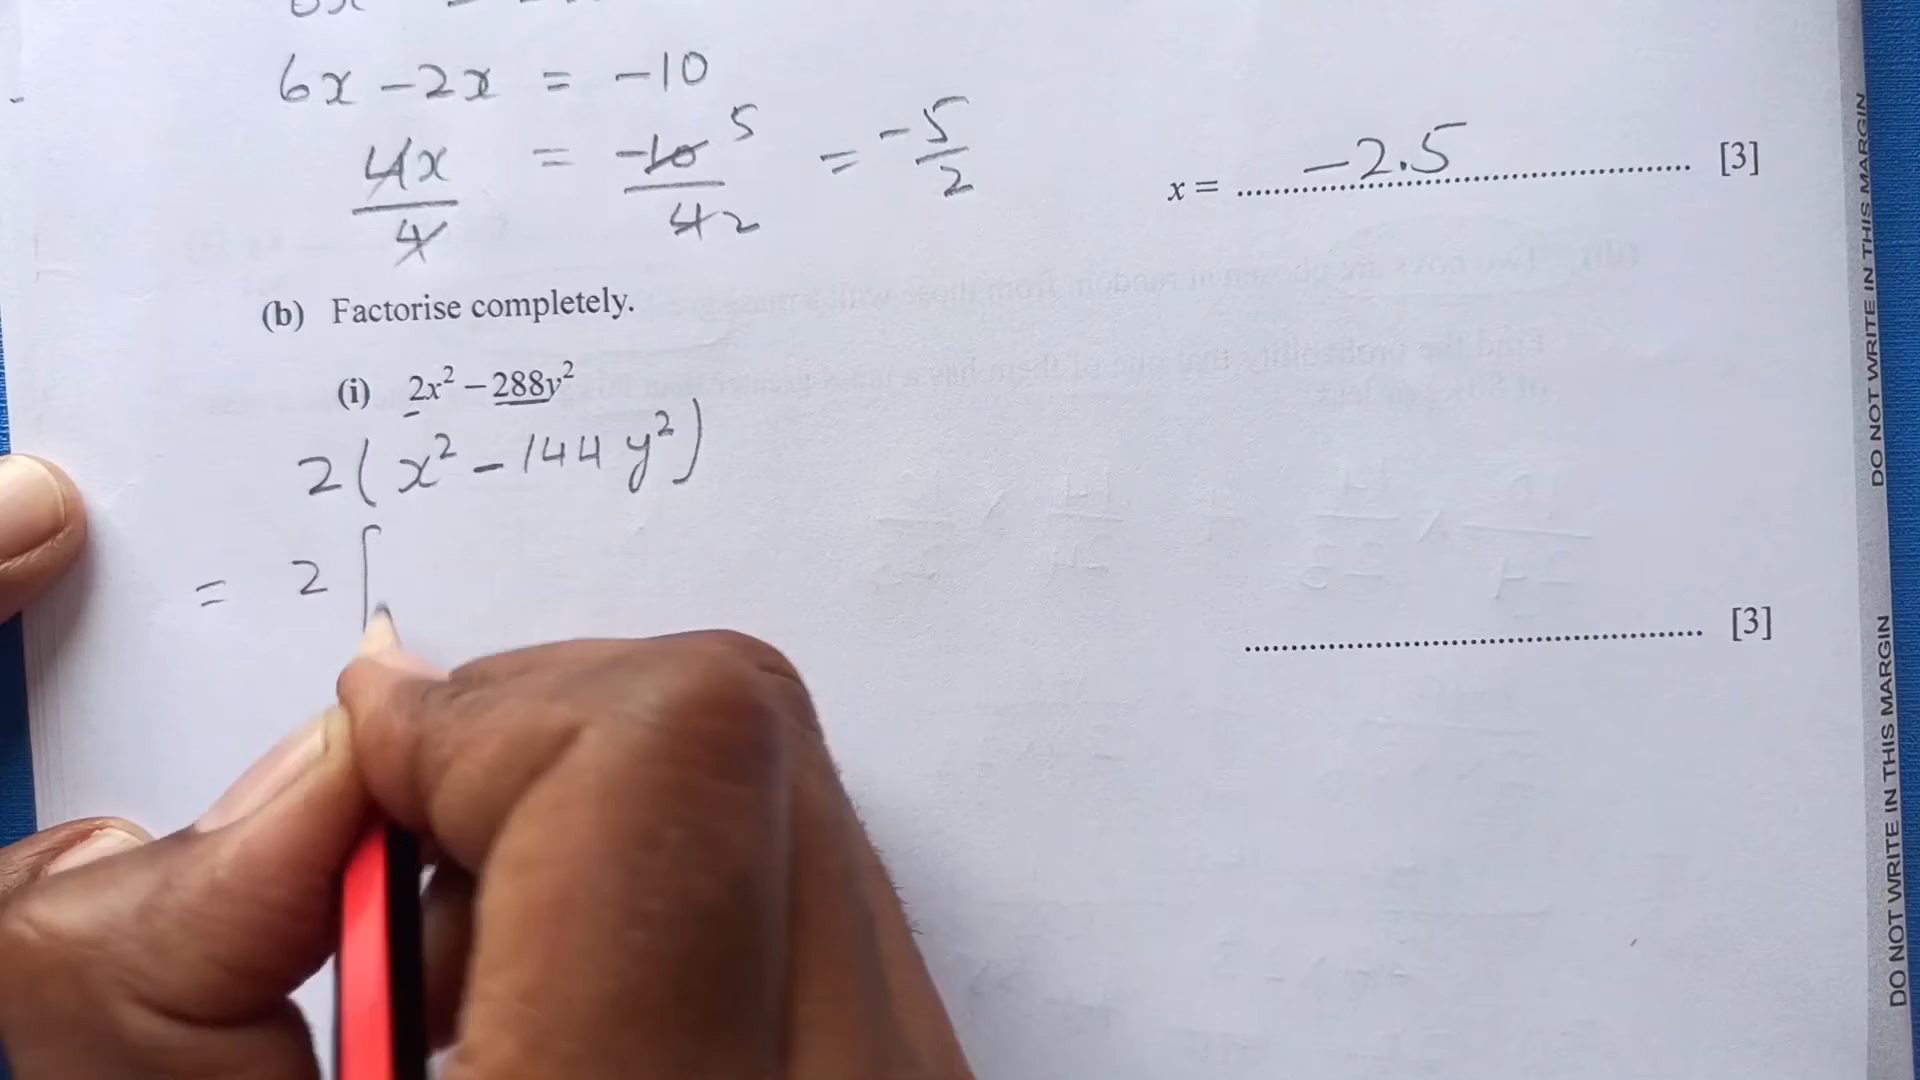 6x - 2x = -10
4x/4 = -10/4 5 2 = -5/2
x = -2.5 [3]
(b) Factorise completely.
(i) 2x² - 288y²
2(x² - 144y²)
= 2 [
[3]
DO NOT WRITE IN THIS MARGIN
DO NOT WRITE IN THIS MARGIN